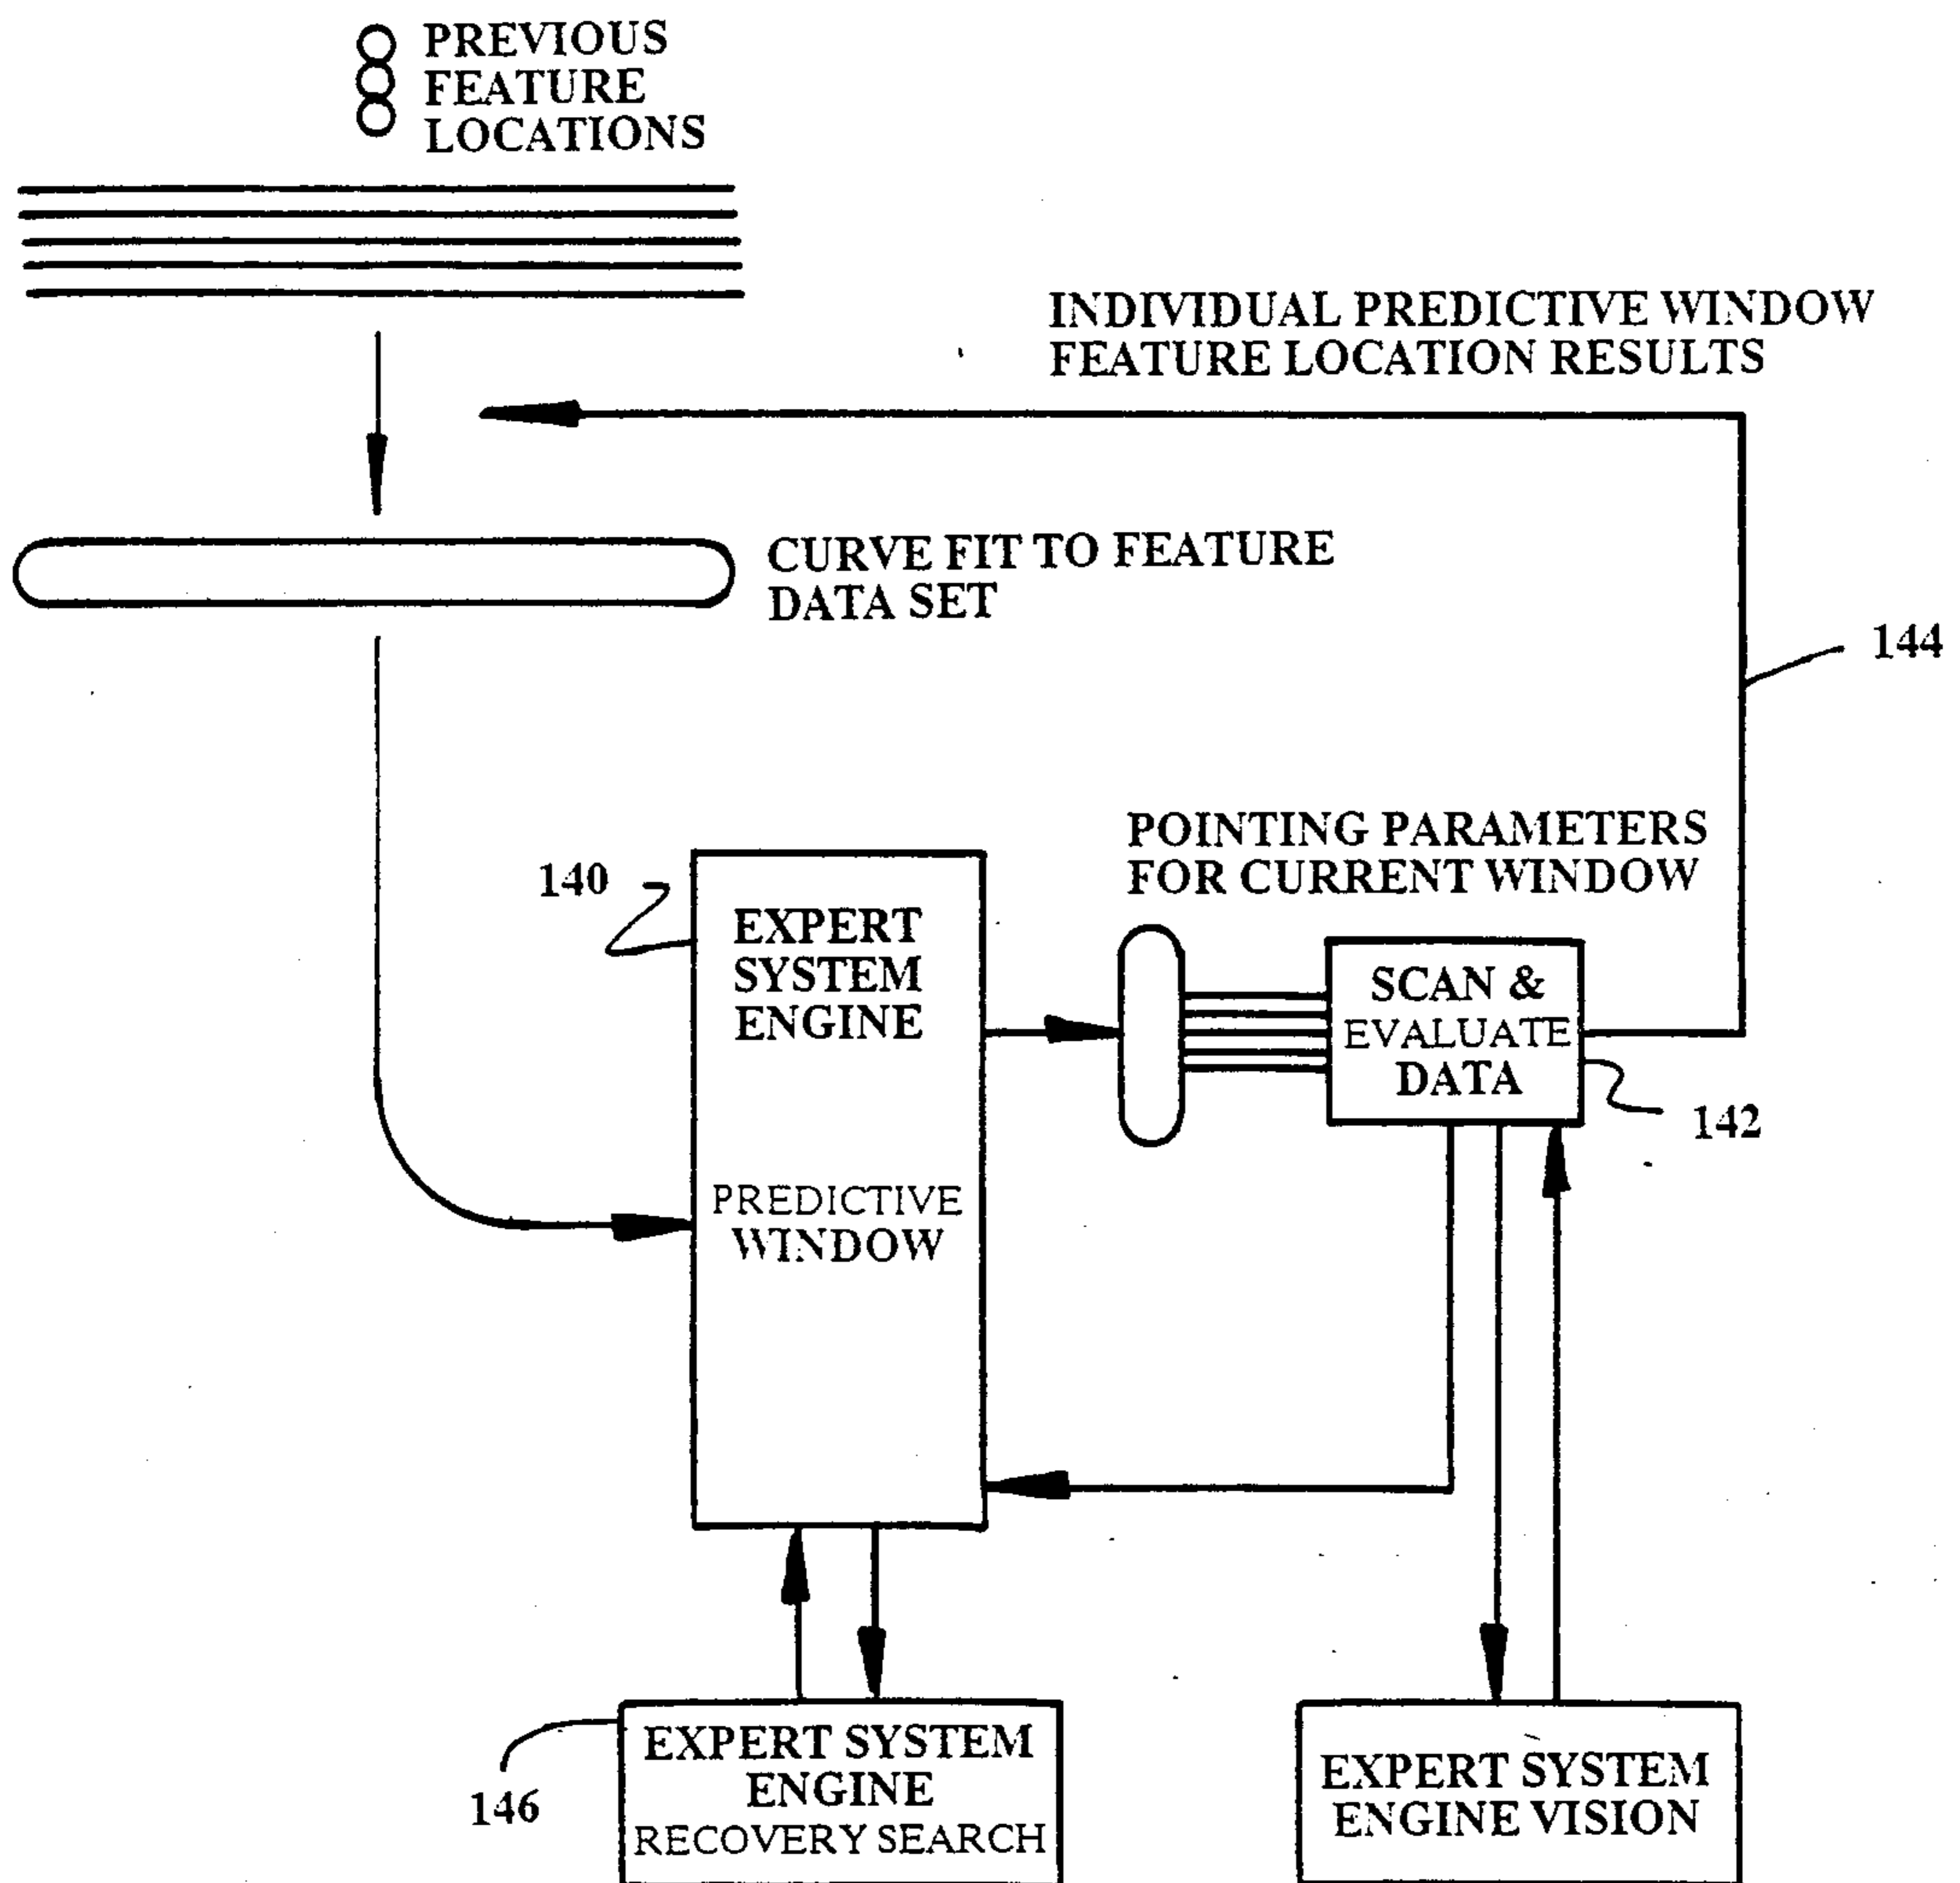 PREVIOUS
FEATURE
LOCATIONS
INDIVIDUAL PREDICTIVE WINDOW
FEATURE LOCATION RESULTS
CURVE FIT TO FEATURE
DATA SET
144
POINTING PARAMETERS
FOR CURRENT WINDOW
140
EXPERT
SYSTEM
ENGINE
SCAN &
EVALUATE
DATA
142
PREDICTIVE
WINDOW
EXPERT SYSTEM
ENGINE
RECOVERY SEARCH
146
EXPERT SYSTEM
ENGINE VISION